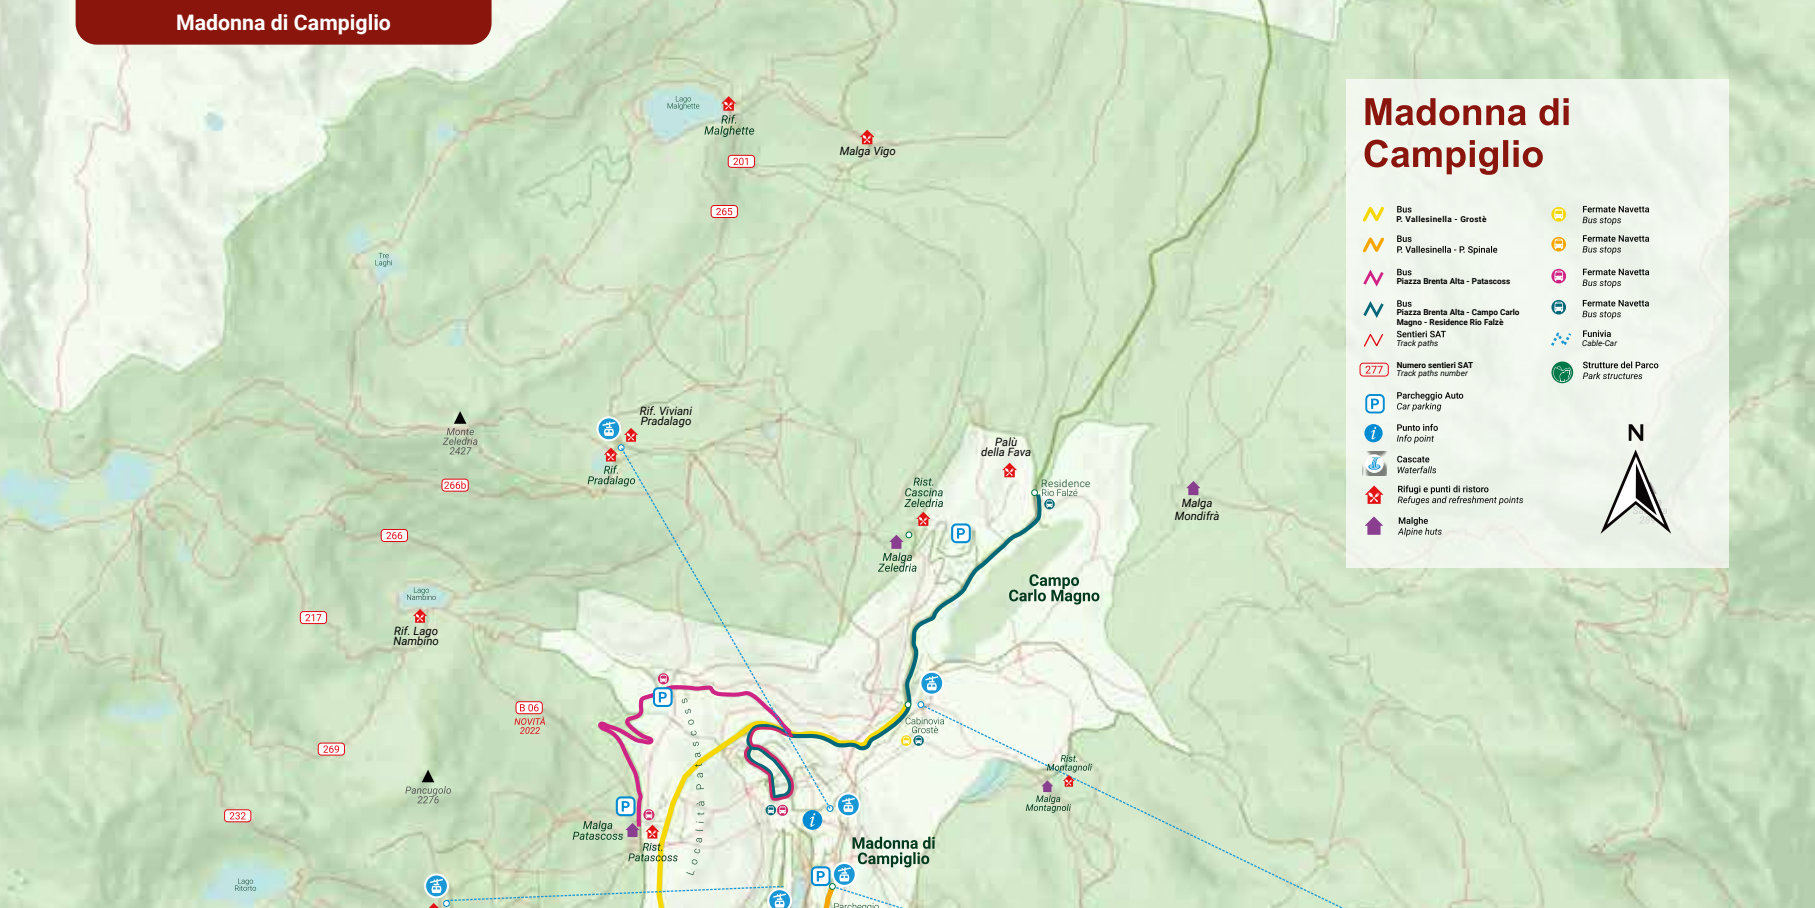 Madonna di Campiglio
Lago
Malghette
Rif.
Malghette
Malga Vigo
201
265
Tre
Laghi
Monte
Zeledria
2427
266b
266
Rif. Viviani
Pradalago
Rif.
Pradalago
Lago
Nambino
Rif. Lago
Nambino
217
B 06
NOVITÀ
2022
269
Pancugolo
2276
232
Lago
Ritorto
Palù
della Fava
Rist.
Cascina
Zeledria
Malga
Zeledria
P
Residence
Rio Falzé
Malga
Mondifrà
Campo
Carlo Magno
P
Località Patascoss
P
Malga
Patascoss
Rist.
Patascoss
Cabinovia
Grostè
Rist.
Montagnoli
Malga
Montagnoli
i
Madonna di
Campiglio
P
Parcheggio
Madonna di
Campiglio
Bus
P. Vallesinella - Grostè
Bus
P. Vallesinella - P. Spinale
Bus
Piazza Brenta Alta - Patascoss
Bus
Piazza Brenta Alta - Campo Carlo
Magno - Residence Rio Falzè
Sentieri SAT
Track paths
277
Numero sentieri SAT
Track paths number
P
Parcheggio Auto
Car parking
i
Punto info
Info point
Cascate
Waterfalls
Rifugi e punti di ristoro
Refuges and refreshment points
Malghe
Alpine huts
Fermate Navetta
Bus stops
Fermate Navetta
Bus stops
Fermate Navetta
Bus stops
Fermate Navetta
Bus stops
Funivia
Cable-Car
Strutture del Parco
Park structures
N